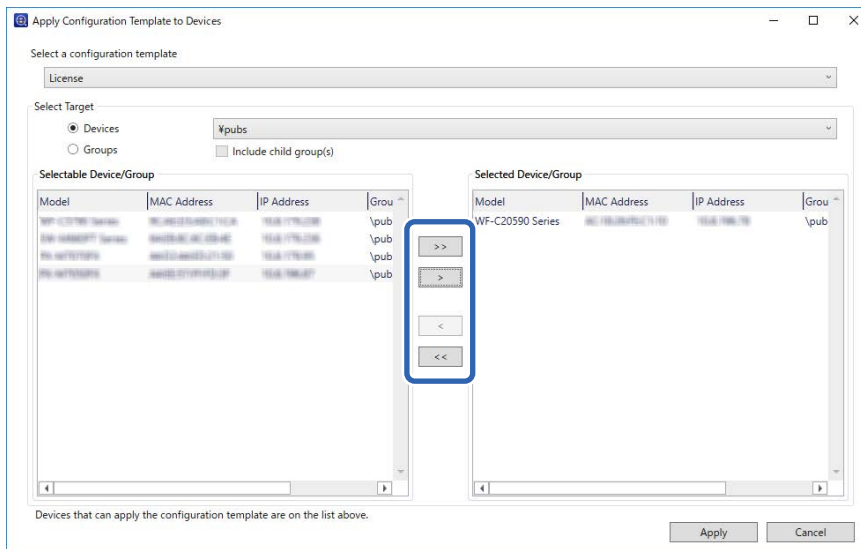 Apply Configuration Template to Devices
Select a configuration template
License
Select Target
Devices
¥pubs
Groups
Include child group(s)
Selectable Device/Group
Selected Device/Group
Model MAC Address IP Address Grou
Model MAC Address IP Address Grou
\pub
WF-C20590 Series \pub
\pub
\pub
\pub
>>
>
<
<<
Devices that can apply the configuration template are on the list above.
Apply Cancel